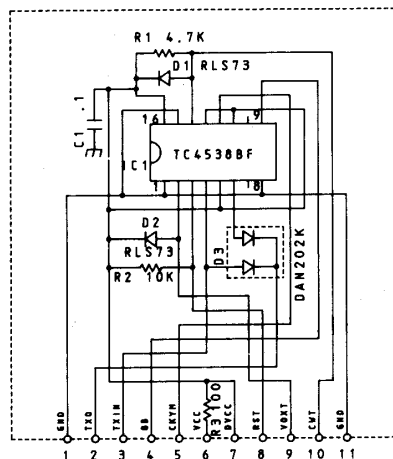 R1 4.7K
D1 RLS73
.1
C1
16
9
IC1
TC4538BF
1
8
D2
RLS73
R2 10K
D3
DAN202K
R3 100
GND
TXO
TXIN
BB
CKYM
VCC
DVCC
RST
VOXT
CWT
GND
1 2 3 4 5 6 7 8 9 10 11